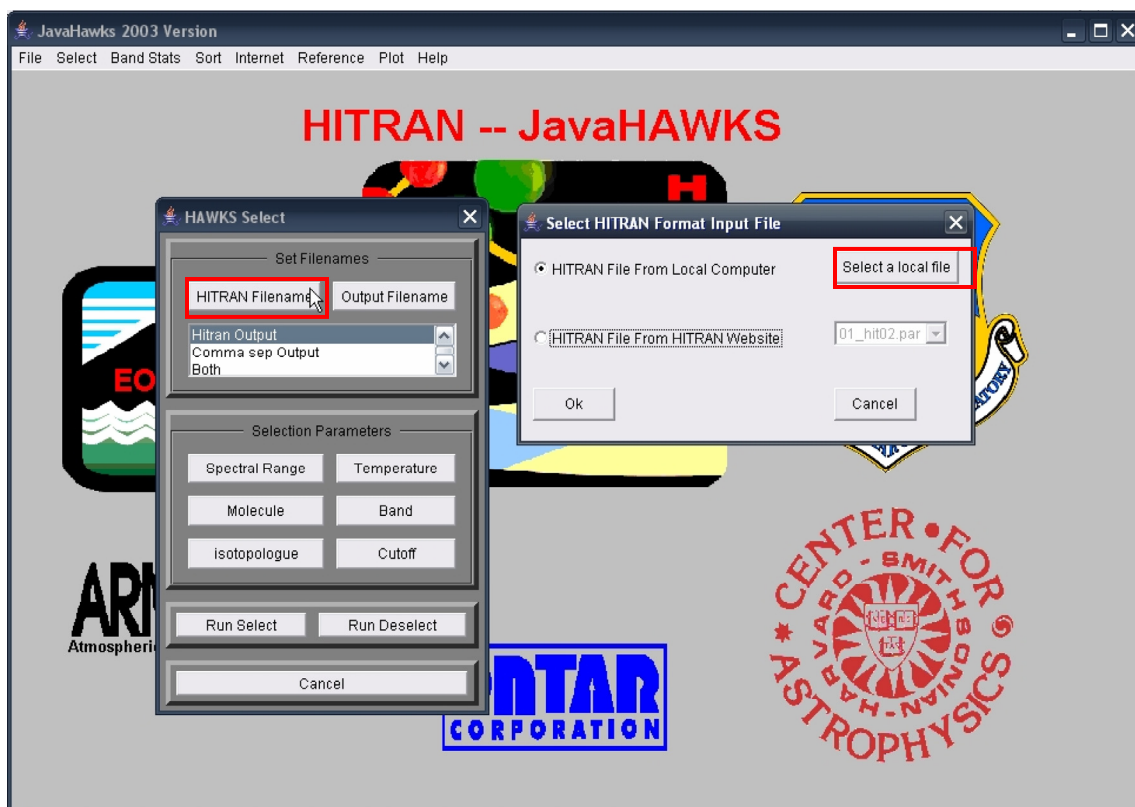 JavaHawks 2003 Version
File Select Band Stats Sort Internet Reference Plot Help
HITRAN -- JavaHAWKS
H
HAWKS Select
Set Filenames
HITRAN Filename
Output Filename
Hitran Output
Comma sep Output
Both
Selection Parameters
Spectral Range
Temperature
Molecule
Band
isotopologue
Cutoff
Run Select
Run Deselect
Cancel
Select HITRAN Format Input File
HITRAN File From Local Computer
Select a local file
HITRAN File From HITRAN Website
01_hit02.par
Ok
Cancel
EO
ARM
Atmospheri
ONTAR
CORPORATION
CENTER • FOR
ASTROPHYSICS
HARVARD - SMITHSONIAN